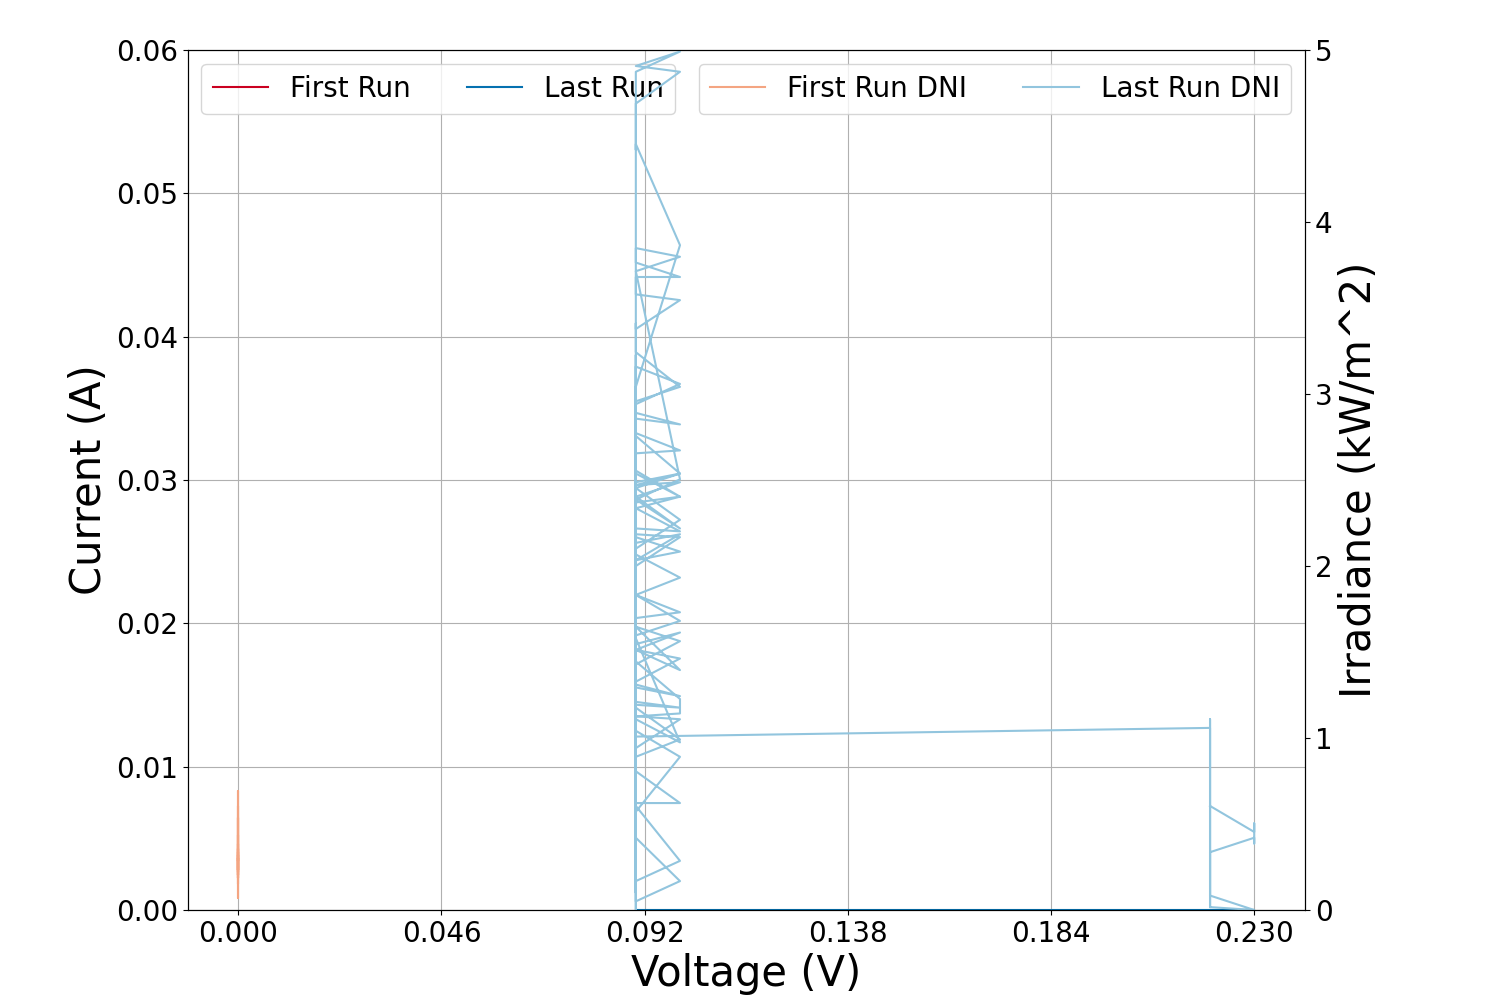 First Run
Last Run
First Run DNI
Last Run DNI
0.06
0.05
0.04
0.03
0.02
0.01
0.00
Current (A)
5
4
3
2
1
0
Irradiance (kW/m^2)
0.000 0.046 0.092 0.138 0.184 0.230
Voltage (V)